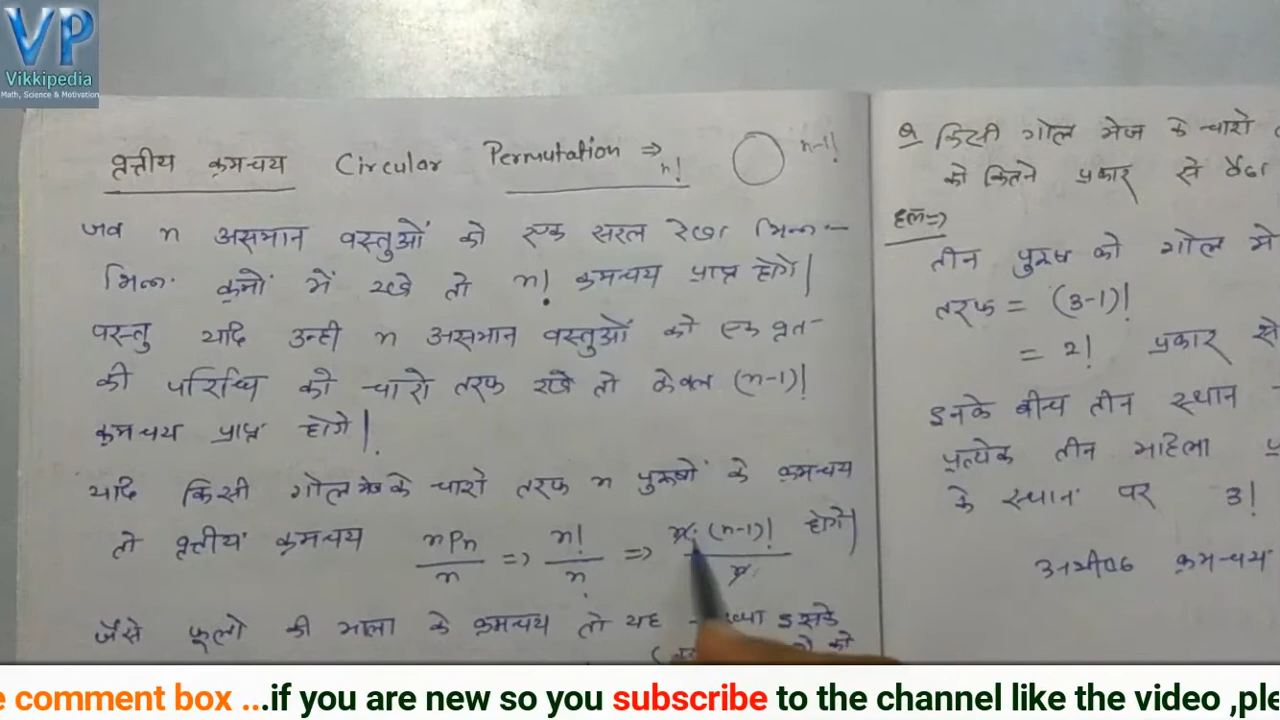 VP
Vikkipedia
Math, Science & Motivation
वृत्तीय क्रमचय Circular Permutation ⇒ n! n-1!
जब n असमान वस्तुओं को एक सरल रेखा भिन्न-
भिन्न क्रमों में रखे तो n! क्रमचय प्राप्त होंगे|
परन्तु यदि उन्ही n असमान वस्तुओं को एक वृत-
की परिधि को चारो तरफ रखे तो केवल (n-1)!
क्रमचय प्राप्त होंगे|
यदि किसी गोल मेज के चारो तरफ n पुरूषों के क्रमचय
तो वृत्तीय क्रमचय nPn/n ⇒ n!/n ⇒ n.(n-1)!/n होंगे|
जैसे फूलो की माला के क्रमचय तो यह इसके
को
Q किसी गोल मेज के चारो
को कितने प्रकार से बैठा
हल⇒
तीन पुरूष को गोल मे
तरफ = (3-1)!
= 2! प्रकार से
इनके बीच तीन स्थान
प्रत्येक तीन महिला
के स्थान पर 3!
अभीष्ट क्रमचय
e comment box ...if you are new so you subscribe to the channel like the video ,ple